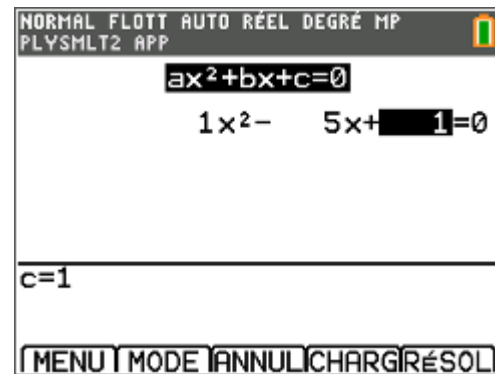 NORMAL FLOTT AUTO RÉEL DEGRÉ MP
PLYSMLT2 APP
ax²+bx+c=0
1x²- 5x+ 1=0
c=1
MENU MODE ANNUL CHARG RÉSOL